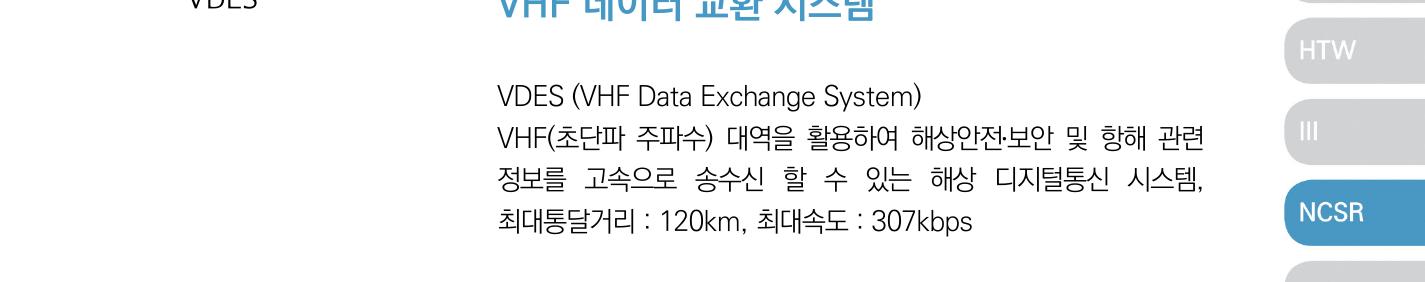 VDES
VHF 데이터 교환 시스템
HTW
VDES (VHF Data Exchange System)
VHF(초단파 주파수) 대역을 활용하여 해상안전·보안 및 항해 관련
III
정보를 고속으로 송수신 할 수 있는 해상 디지털통신 시스템,
최대통달거리 : 120km, 최대속도 : 307kbps
NCSR